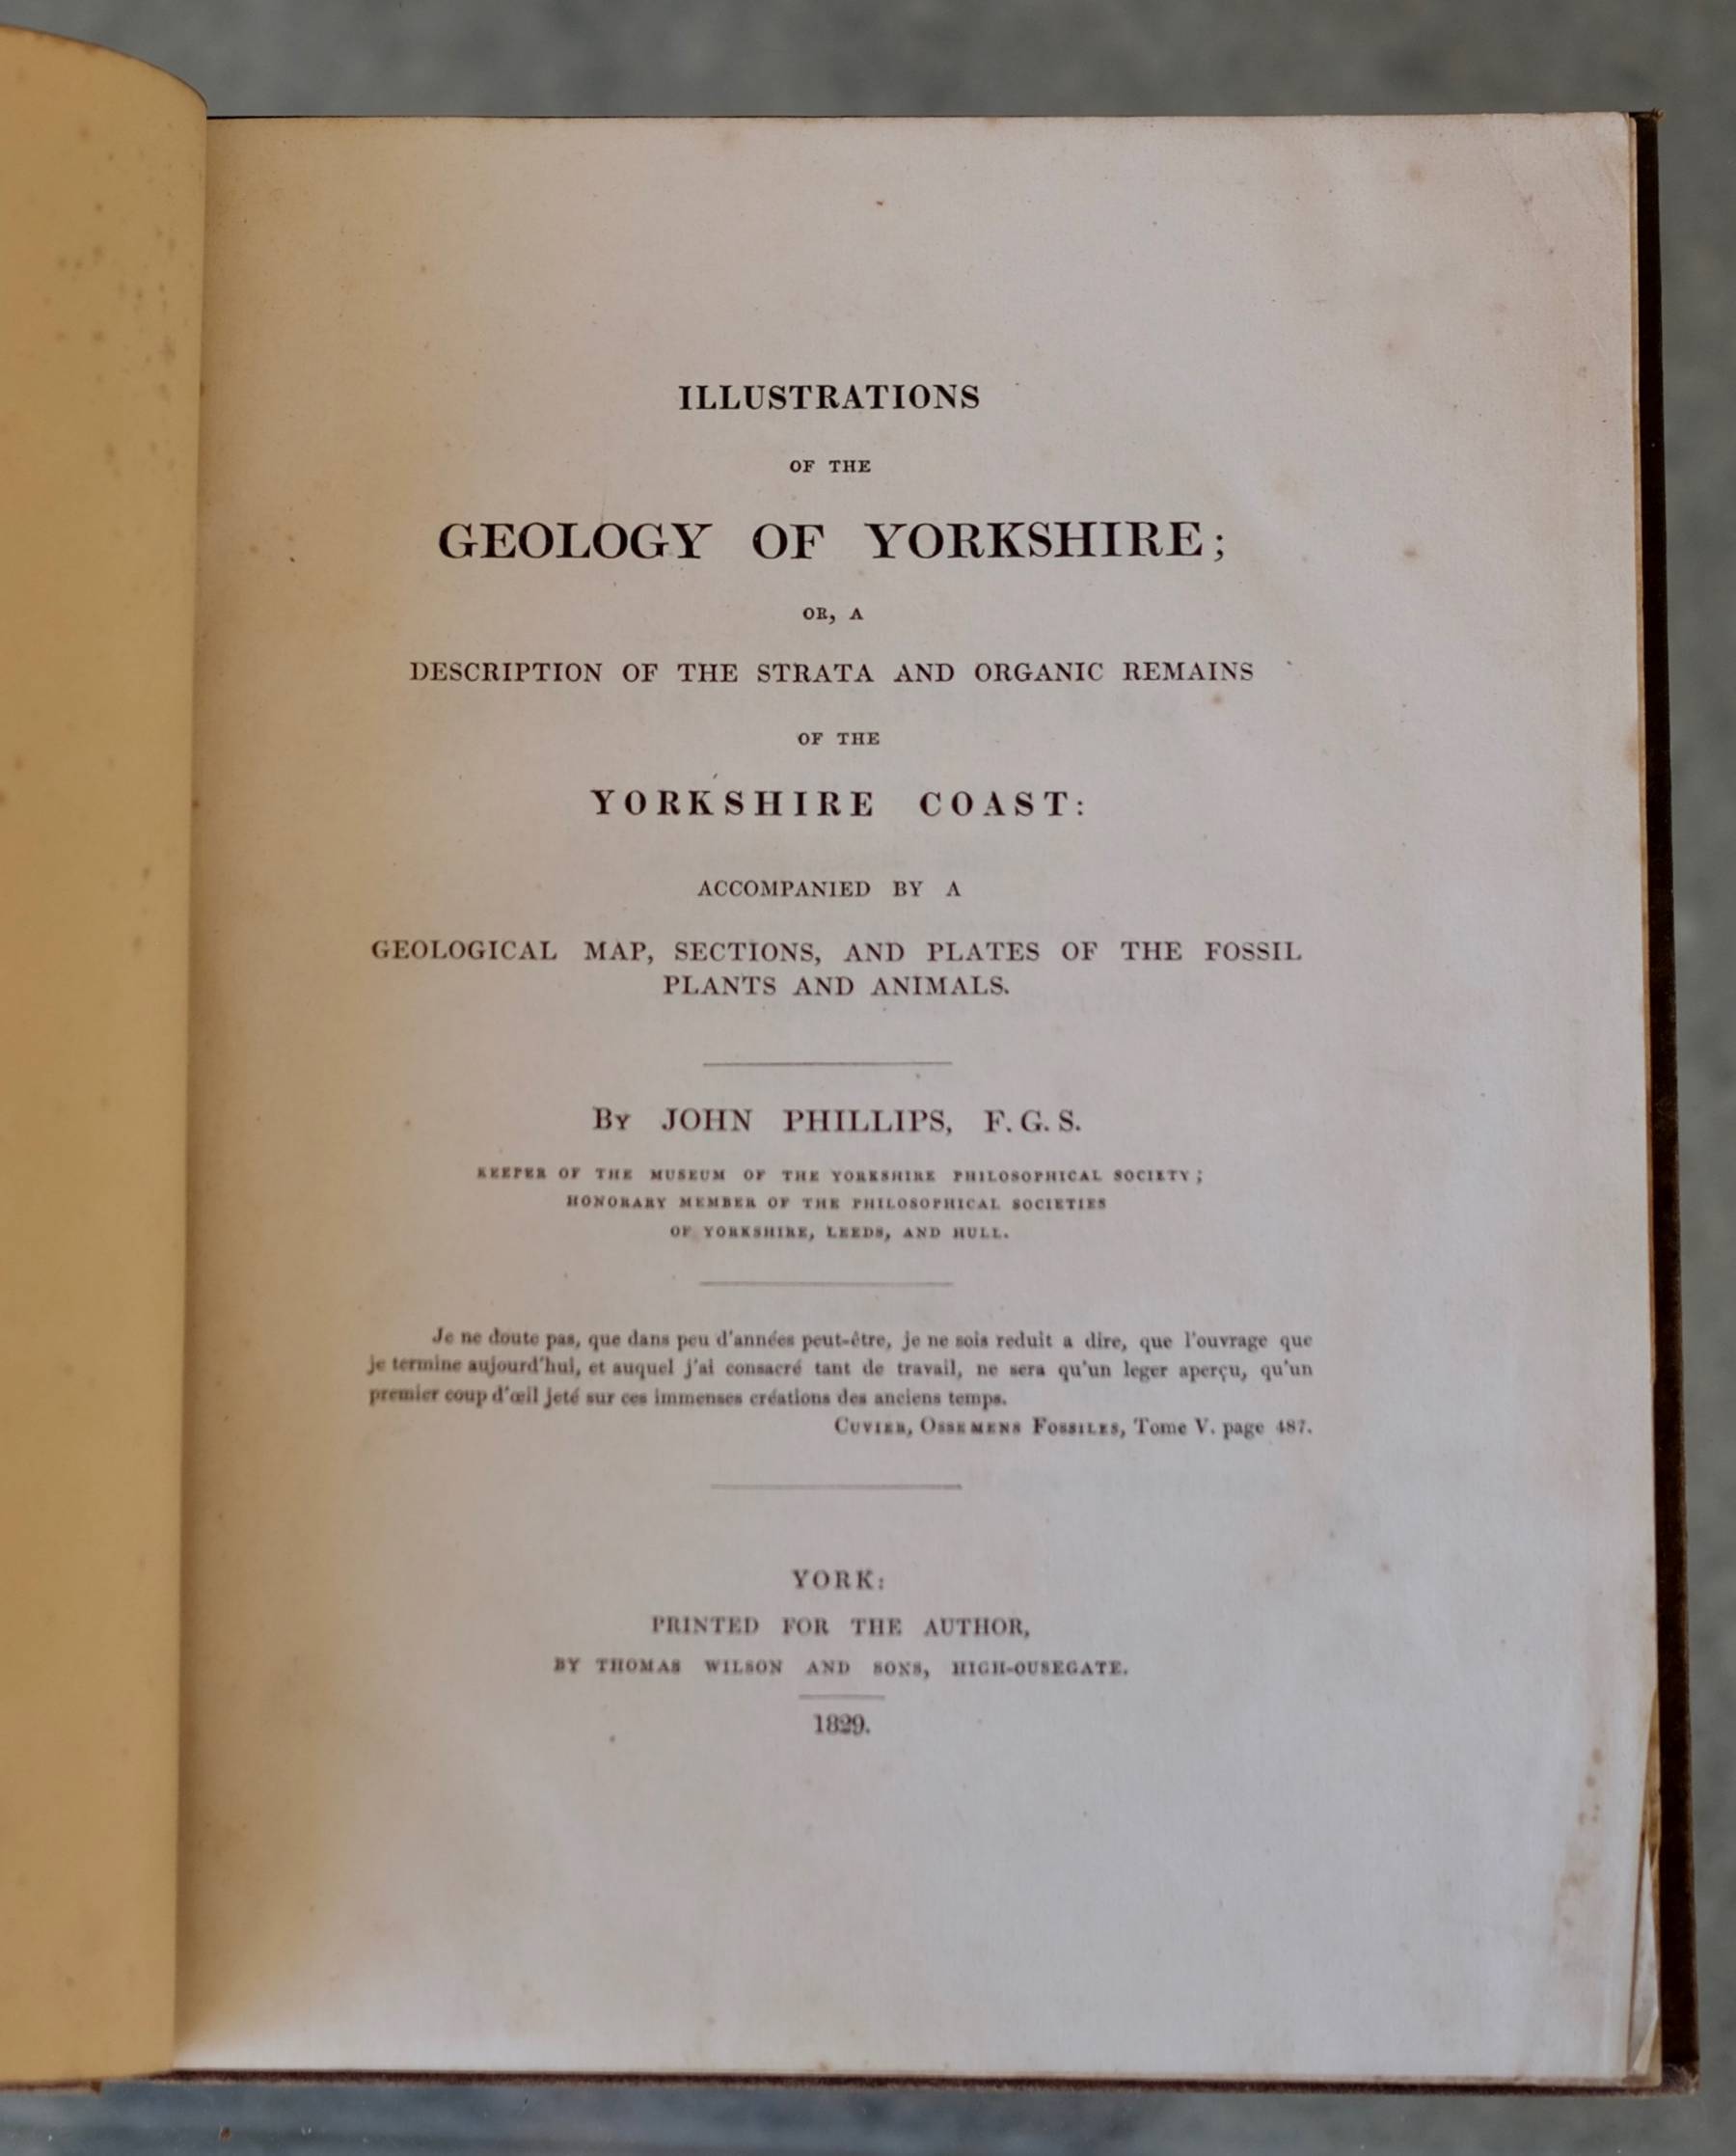 ILLUSTRATIONS
OF THE
GEOLOGY OF YORKSHIRE;
OR, A
DESCRIPTION OF THE STRATA AND ORGANIC REMAINS
OF THE
YORKSHIRE COAST:
ACCOMPANIED BY A
GEOLOGICAL MAP, SECTIONS, AND PLATES OF THE FOSSIL
PLANTS AND ANIMALS.
BY JOHN PHILLIPS, F.G.S.
KEEPER OF THE MUSEUM OF THE YORKSHIRE PHILOSOPHICAL SOCIETY;
HONORARY MEMBER OF THE PHILOSOPHICAL SOCIETIES
OF YORKSHIRE, LEEDS, AND HULL.
Je ne doute pas, que dans peu d'années peut-être, je ne sois reduit a dire, que l'ouvrage que
je termine aujourd'hui, et auquel j'ai consacré tant de travail, ne sera qu'un leger aperçu, qu'un
premier coup d'œil jeté sur ces immenses créations des anciens temps.
CUVIER, OSSEMENS FOSSILES, Tome V. page 487.
YORK:
PRINTED FOR THE AUTHOR,
BY THOMAS WILSON AND SONS, HIGH-OUSEGATE.
1829.